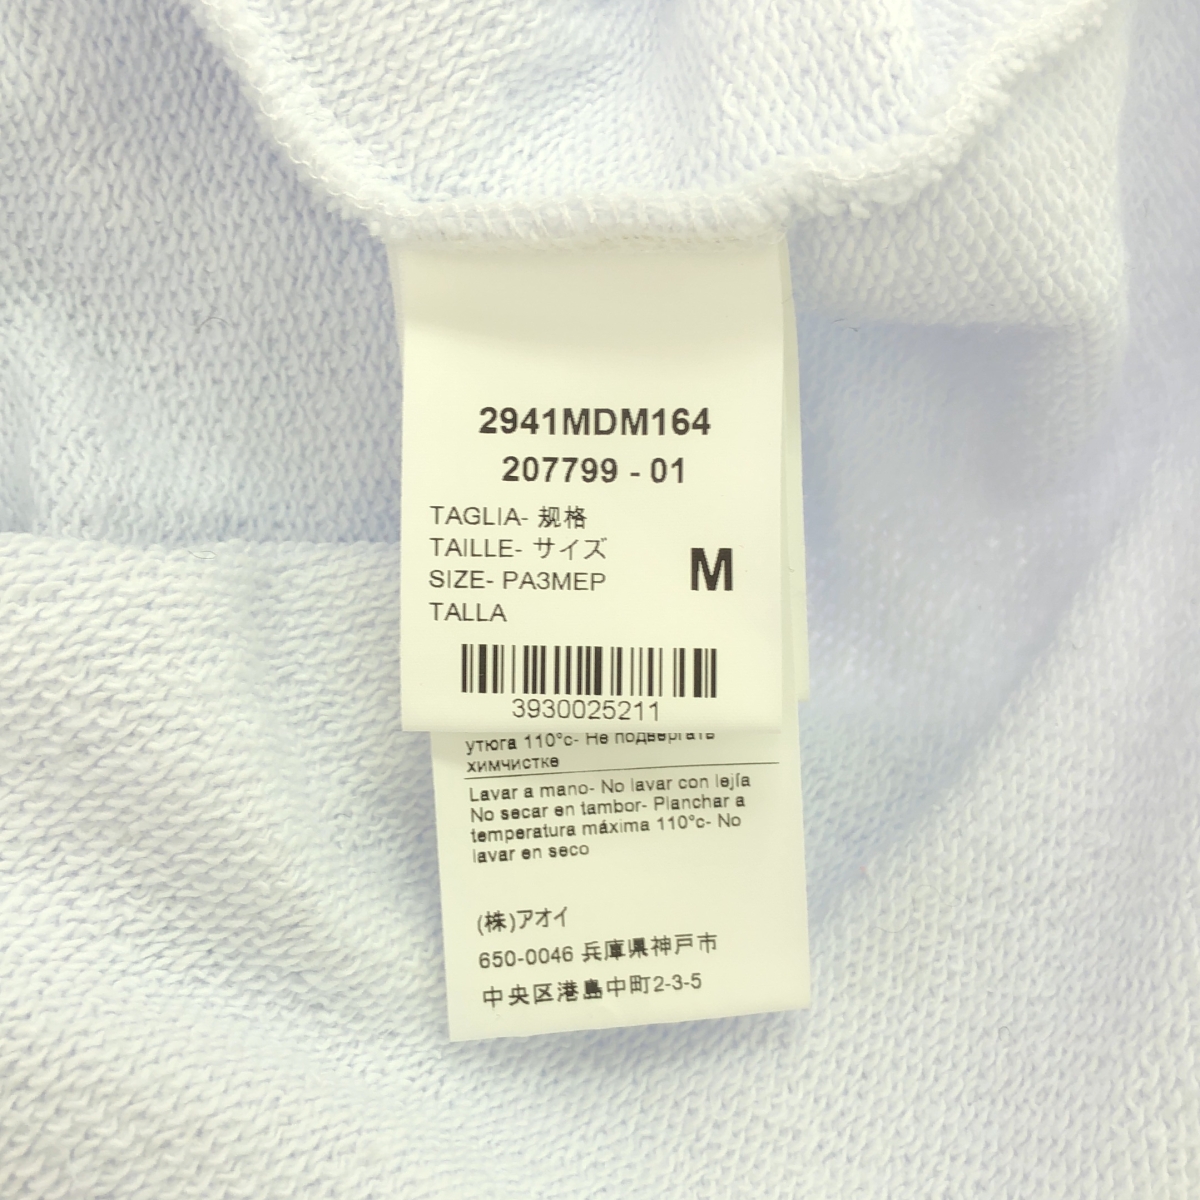 2941MDM164
207799 - 01
TAGLIA- 规格
TAILLE- サイズ
SIZE- РАЗМЕР
TALLA
M
3930025211
утюга 110°c- Не подвергать
химчистке
Lavar a mano- No lavar con lejía
No secar en tambor- Planchar a
temperatura máxima 110°c- No
lavar en seco
(株)アオイ
650-0046 兵庫県神戸市
中央区港島中町2-3-5